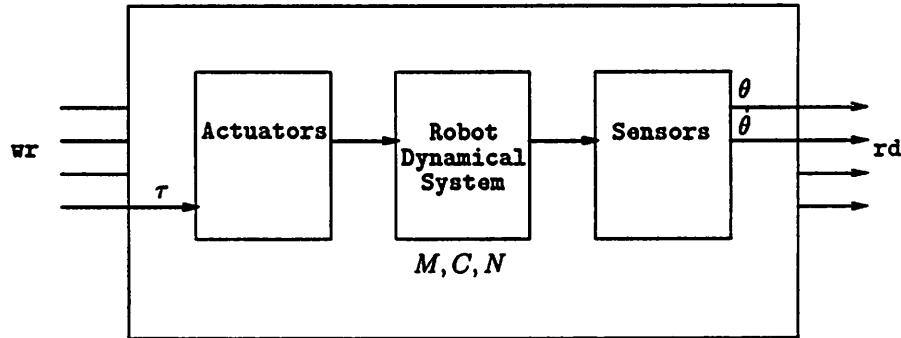 θ
Actuators
Robot
Dynamical
System
Sensors
θ̇
wr
rd
τ
M, C, N